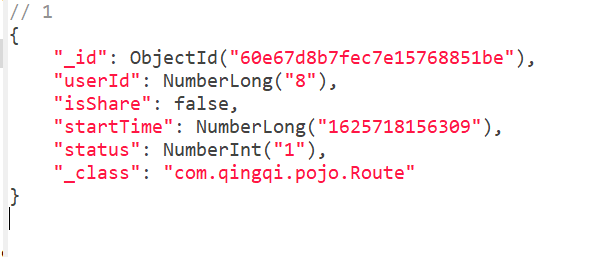 // 1
{
    "_id": ObjectId("60e67d8b7fec7e15768851be"),
    "userId": NumberLong("8"),
    "isShare": false,
    "startTime": NumberLong("1625718156309"),
    "status": NumberInt("1"),
    "_class": "com.qingqi.pojo.Route"
}